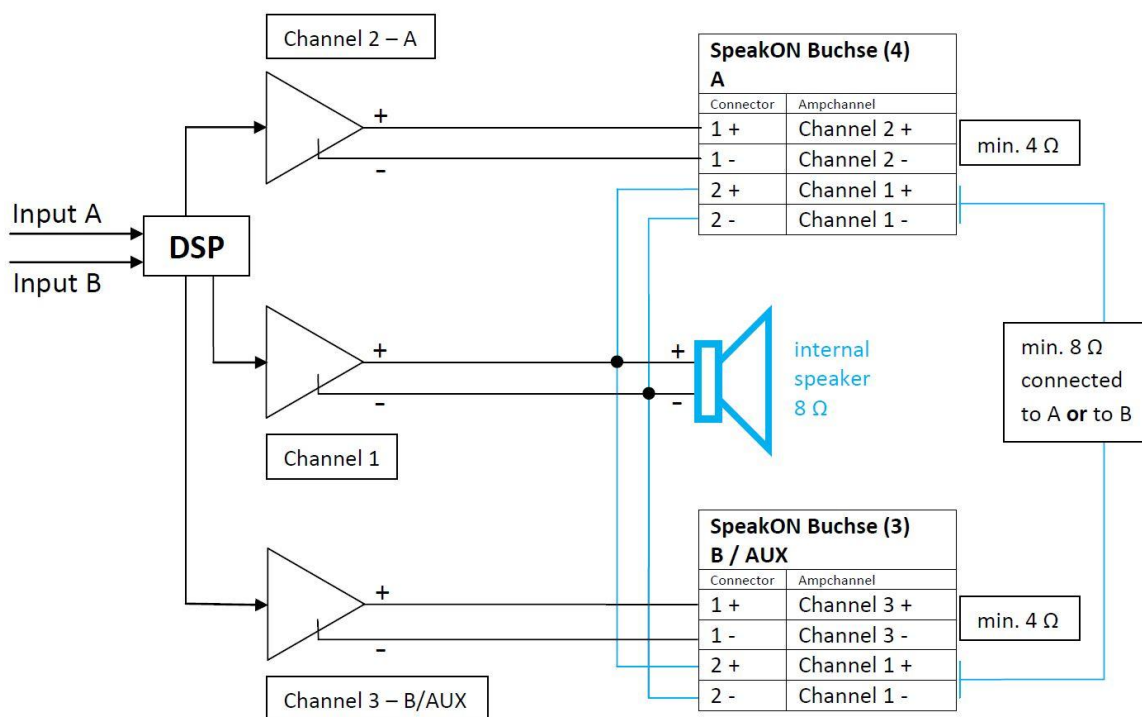 Channel 2 – A
SpeakON Buchse (4)
A
Connector Ampchannel
1 + Channel 2 +
1 - Channel 2 -
2 + Channel 1 +
2 - Channel 1 -
min. 4 Ω
+
-
Input A
DSP
Input B
+
-
Channel 1
+
-
internal
speaker
8 Ω
min. 8 Ω
connected
to A or to B
SpeakON Buchse (3)
B / AUX
Connector Ampchannel
1 + Channel 3 +
1 - Channel 3 -
2 + Channel 1 +
2 - Channel 1 -
min. 4 Ω
+
-
Channel 3 – B/AUX